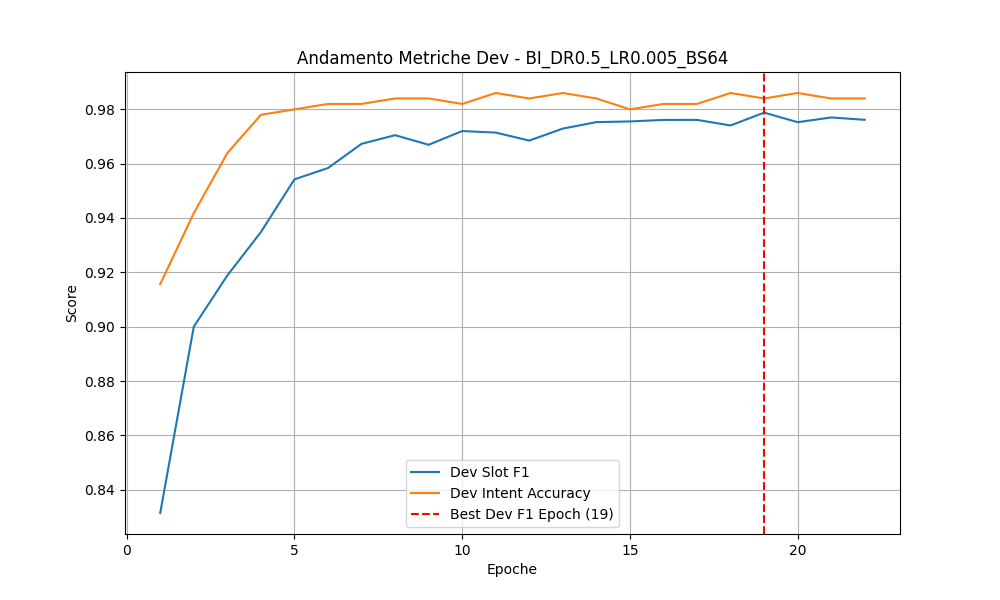 Andamento Metriche Dev - BI_DR0.5_LR0.005_BS64
Score
0.98
0.96
0.94
0.92
0.90
0.88
0.86
0.84
Dev Slot F1
Dev Intent Accuracy
Best Dev F1 Epoch (19)
0
5
10
15
20
Epoche